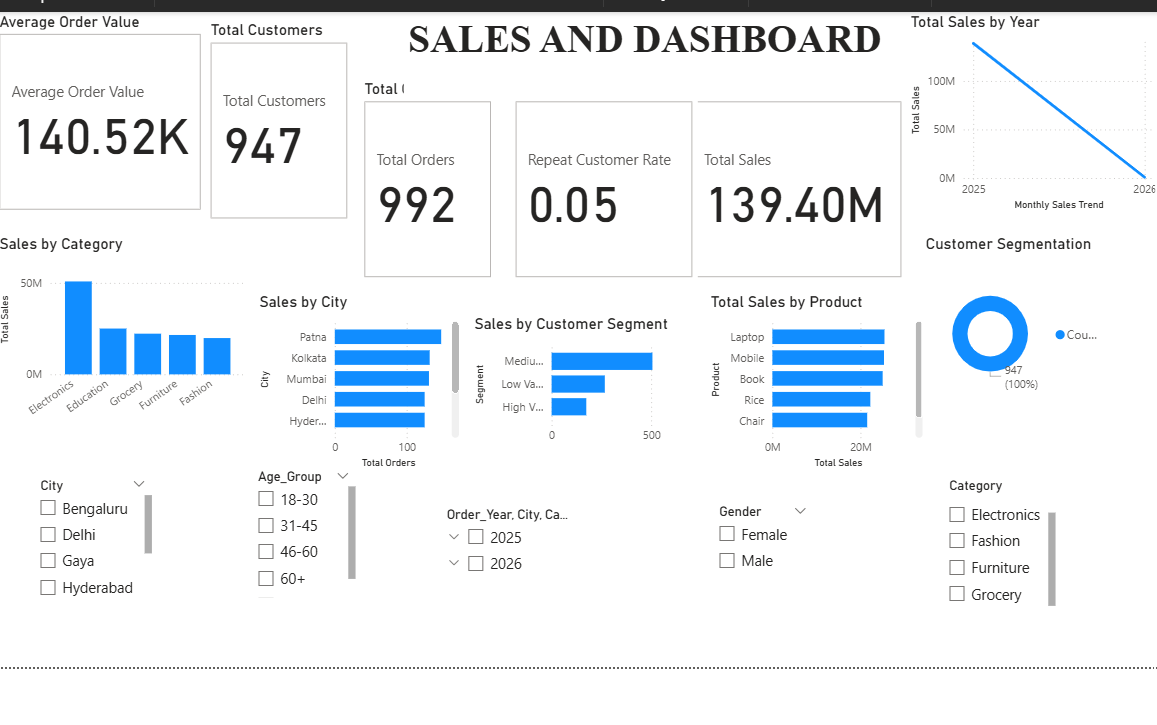 SALES AND DASHBOARD
Average Order Value
Average Order Value
140.52K
Total Customers
Total Customers
947
Total
Total Orders
992
Repeat Customer Rate
0.05
Total Sales
139.40M
Total Sales by Year
Total Sales
100M
50M
0M
2025
2026
Monthly Sales Trend
Sales by Category
Total Sales
50M
0M
Electronics
Education
Grocery
Furniture
Fashion
Sales by City
City
Patna
Kolkata
Mumbai
Delhi
Hyder...
0
100
Total Orders
Sales by Customer Segment
Segment
Mediu...
Low Va...
High V...
0
500
Total Sales by Product
Product
Laptop
Mobile
Book
Rice
Chair
0M
20M
Total Sales
Customer Segmentation
Cou...
947
(100%)
City
Bengaluru
Delhi
Gaya
Hyderabad
Age_Group
18-30
31-45
46-60
60+
Order_Year, City, Ca...
2025
2026
Gender
Female
Male
Category
Electronics
Fashion
Furniture
Grocery